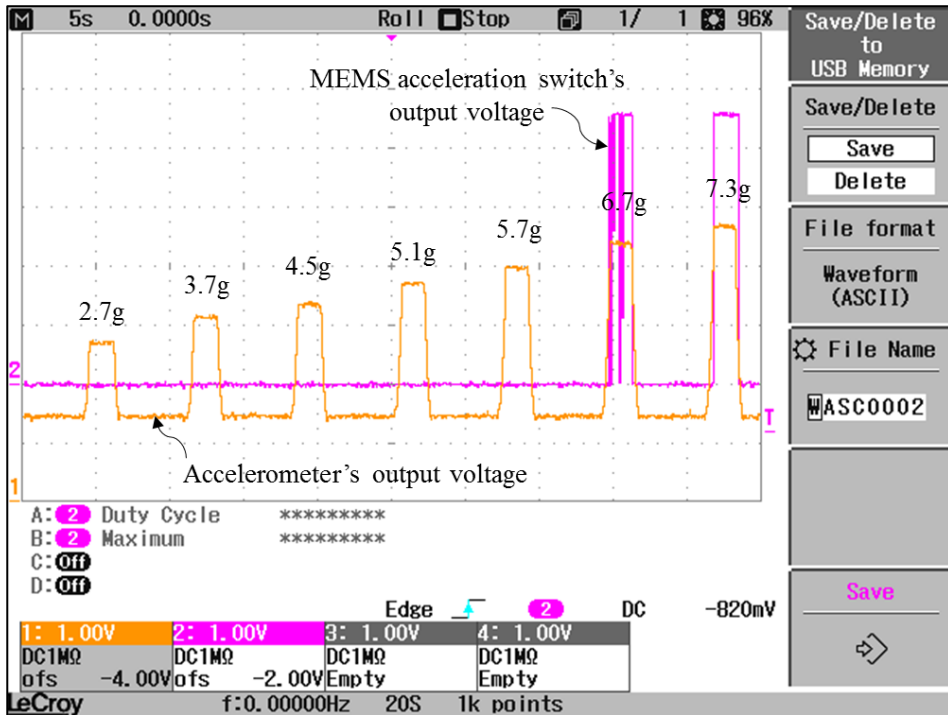 M 5s 0.0000s Roll Stop 1/ 1 96%
Save/Delete
to
USB Memory
Save/Delete
Save
Delete
File format
Waveform
(ASCII)
File Name
WASC0002
Save
MEMS acceleration switch's
output voltage
2.7g
3.7g
4.5g
5.1g
5.7g
6.7g
7.3g
2
T
Accelerometer's output voltage
1
A: 2 Duty Cycle *********
B: 2 Maximum *********
C: Off
D: Off
Edge 2 DC -820mV
1: 1.00V 2: 1.00V 3: 1.00V 4: 1.00V
DC1MΩ DC1MΩ DC1MΩ DC1MΩ
ofs -4.00V ofs -2.00V Empty Empty
LeCroy f:0.00000Hz 20S 1k points